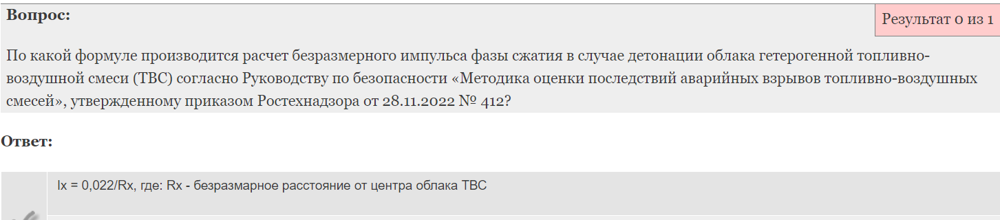 Вопрос:
Результат 0 из 1
По какой формуле производится расчет безразмерного импульса фазы сжатия в случае детонации облака гетерогенной топливно-
воздушной смеси (ТВС) согласно Руководству по безопасности «Методика оценки последствий аварийных взрывов топливно-воздушных
смесей», утвержденному приказом Ростехнадзора от 28.11.2022 № 412?
Ответ:
Ix = 0,022/Rx, где: Rx - безразмарное расстояние от центра облака ТВС